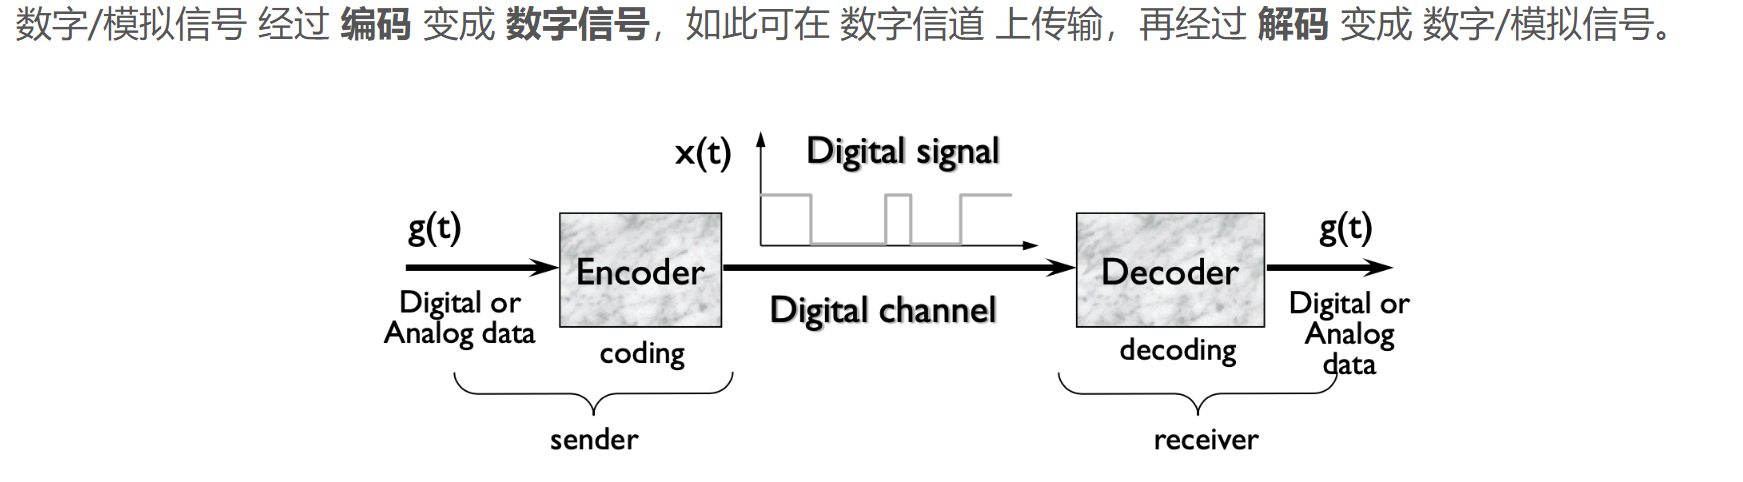 数字/模拟信号 经过 编码 变成 数字信号，如此可在 数字信道 上传输，再经过 解码 变成 数字/模拟信号。
x(t)
Digital signal
g(t)
Encoder
Digital or
Analog data
coding
sender
Digital channel
Decoder
decoding
receiver
g(t)
Digital or
Analog
data